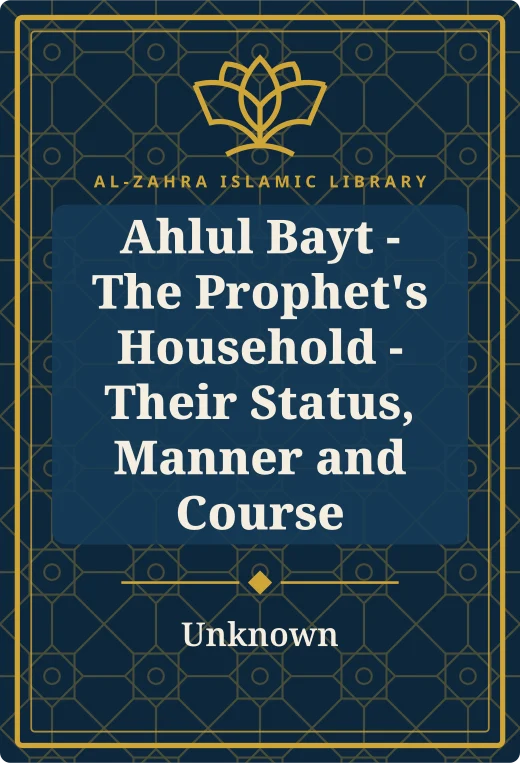 AL-ZAHRA ISLAMIC LIBRARY
Ahlul Bayt -
The Prophet's
Household -
Their Status,
Manner and
Course
Unknown